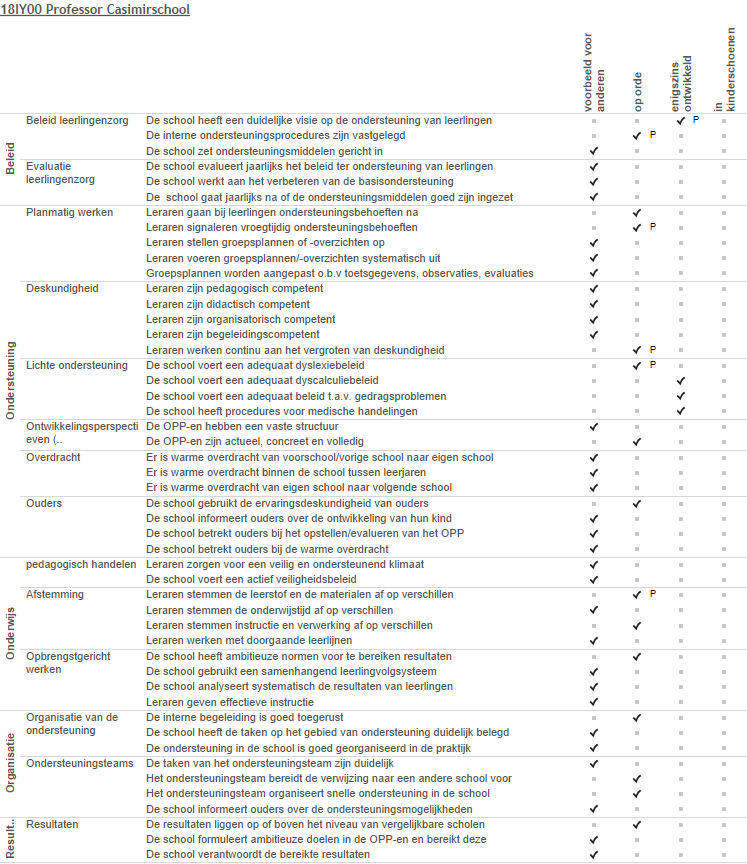 18IY00 Professor Casimirschool
voorbeeld voor
anderen
op orde
enigszins
ontwikkeld
in
kinderschoenen
Beleid
Beleid leerlingenzorg De school heeft een duidelijke visie op de ondersteuning van leerlingen P
De interne ondersteuningsprocedures zijn vastgelegd P
De school zet ondersteuningsmiddelen gericht in
Evaluatie De school evalueert jaarlijks het beleid ter ondersteuning van leerlingen
leerlingenzorg De school werkt aan het verbeteren van de basisondersteuning
De school gaat jaarlijks na of de ondersteuningsmiddelen goed zijn ingezet
Ondersteuning
Planmatig werken Leraren gaan bij leerlingen ondersteuningsbehoeften na
Leraren signaleren vroegtijdig ondersteuningsbehoeften P
Leraren stellen groepsplannen of -overzichten op
Leraren voeren groepsplannen/-overzichten systematisch uit
Groepsplannen worden aangepast o.b.v toetsgegevens, observaties, evaluaties
Deskundigheid Leraren zijn pedagogisch competent
Leraren zijn didactisch competent
Leraren zijn organisatorisch competent
Leraren zijn begeleidingscompetent
Leraren werken continu aan het vergroten van deskundigheid P
Lichte ondersteuning De school voert een adequaat dyslexiebeleid P
De school voert een adequaat dyscalculiebeleid
De school voert een adequaat beleid t.a.v. gedragsproblemen
De school heeft procedures voor medische handelingen
Ontwikkelingsperspecti De OPP-en hebben een vaste structuur
even (.. De OPP-en zijn actueel, concreet en volledig
Overdracht Er is warme overdracht van voorschool/vorige school naar eigen school
Er is warme overdracht binnen de school tussen leerjaren
Er is warme overdracht van eigen school naar volgende school
Ouders De school gebruikt de ervaringsdeskundigheid van ouders
De school informeert ouders over de ontwikkeling van hun kind
De school betrekt ouders bij het opstellen/evalueren van het OPP
De school betrekt ouders bij de warme overdracht
Onderwijs
pedagogisch handelen Leraren zorgen voor een veilig en ondersteunend klimaat
De school voert een actief veiligheidsbeleid
Afstemming Leraren stemmen de leerstof en de materialen af op verschillen P
Leraren stemmen de onderwijstijd af op verschillen
Leraren stemmen instructie en verwerking af op verschillen
Leraren werken met doorgaande leerlijnen
Opbrengstgericht De school heeft ambitieuze normen voor te bereiken resultaten
werken De school gebruikt een samenhangend leerlingvolgsysteem
De school analyseert systematisch de resultaten van leerlingen
Leraren geven effectieve instructie
Organisatie
Organisatie van de De interne begeleiding is goed toegerust
ondersteuning De school heeft de taken op het gebied van ondersteuning duidelijk belegd
De ondersteuning in de school is goed georganiseerd in de praktijk
Ondersteuningsteams De taken van het ondersteuningsteam zijn duidelijk
Het ondersteuningsteam bereidt de verwijzing naar een andere school voor
Het ondersteuningsteam organiseert snelle ondersteuning in de school
De school informeert ouders over de ondersteuningsmogelijkheden
Result..
Resultaten De resultaten liggen op of boven het niveau van vergelijkbare scholen
De school formuleert ambitieuze doelen in de OPP-en en bereikt deze
De school verantwoordt de bereikte resultaten